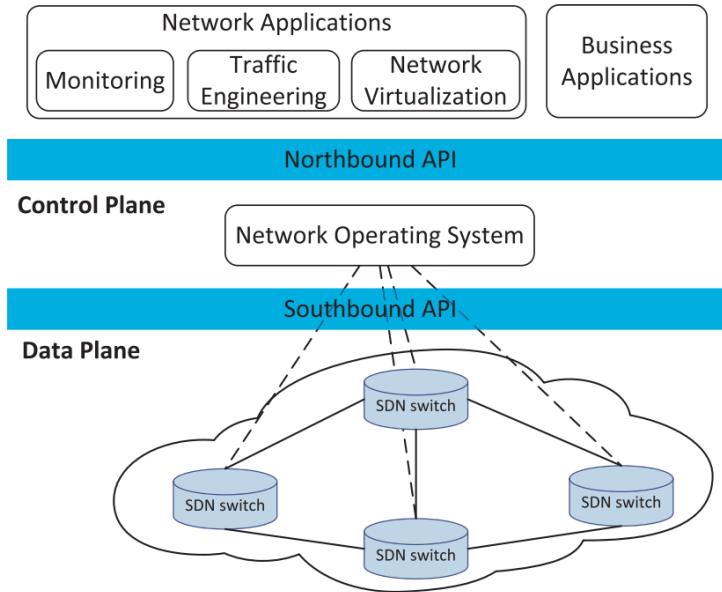 Network Applications
Monitoring
Traffic
Engineering
Network
Virtualization
Business
Applications
Northbound API
Control Plane
Network Operating System
Southbound API
Data Plane
SDN switch
SDN switch
SDN switch
SDN switch